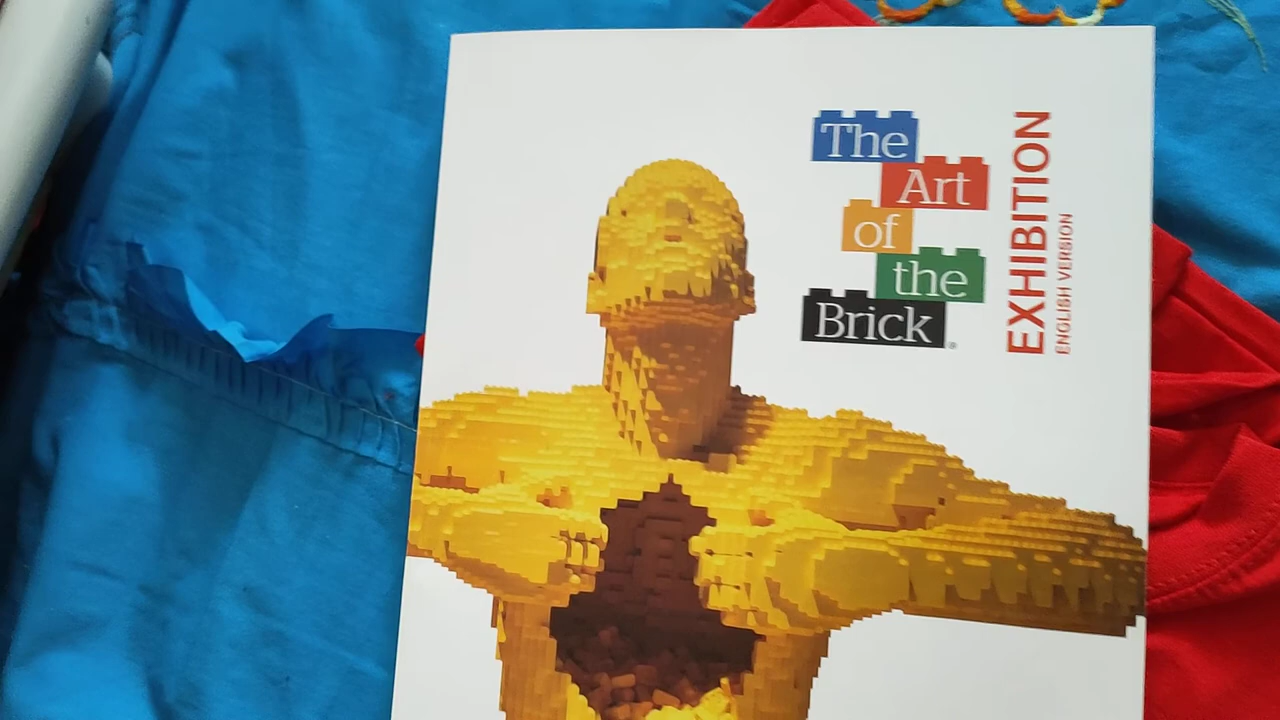 The
Art
of
the
Brick®
EXHIBITION
ENGLISH VERSION